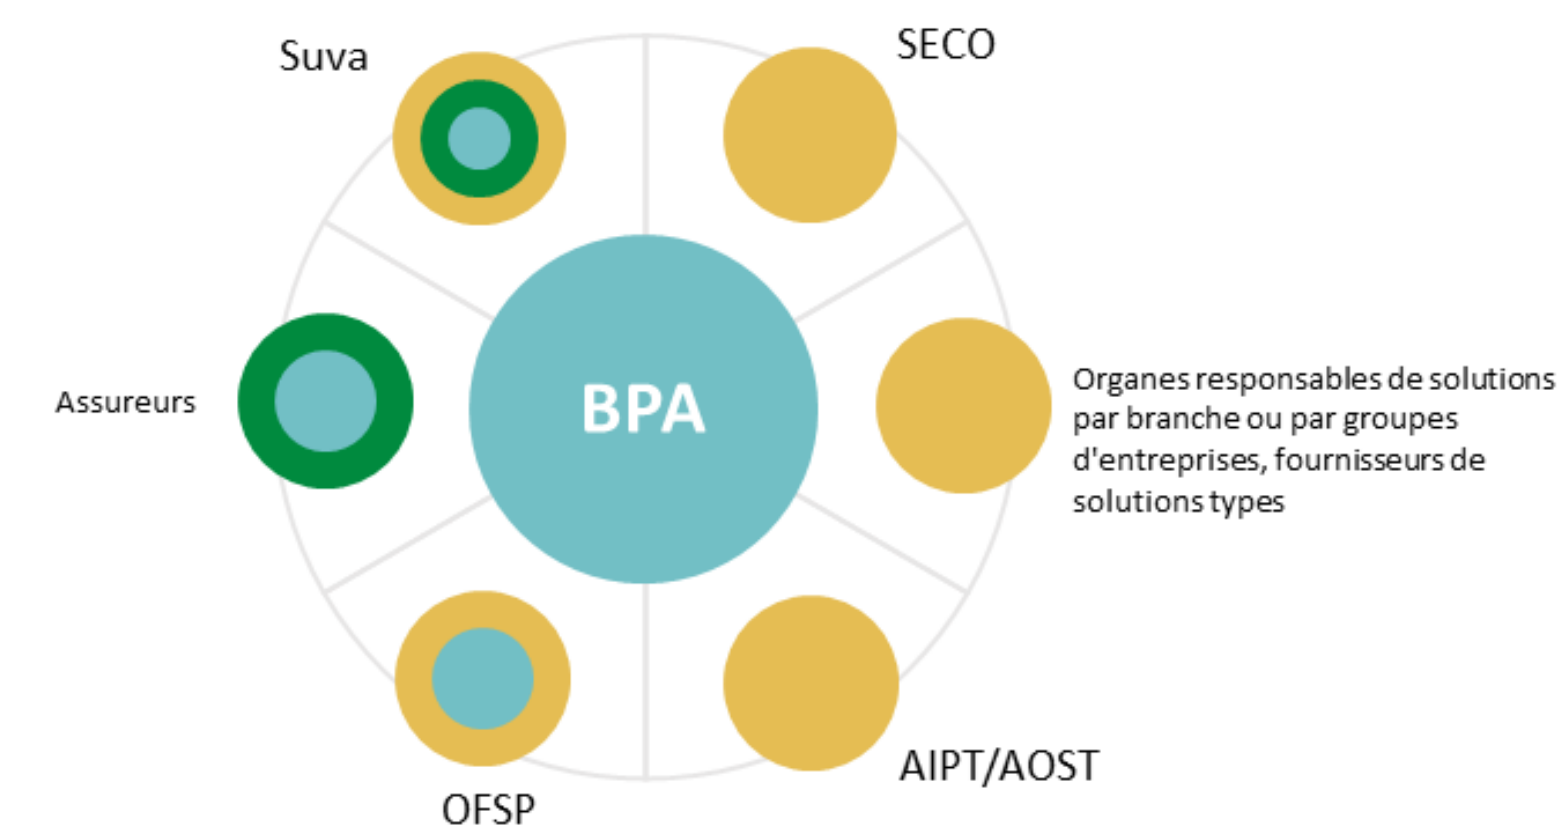 Suva
SECO
Assureurs
BPA
Organes responsables de solutions
par branche ou par groupes
d'entreprises, fournisseurs de
solutions types
OFSP
AIPT/AOST